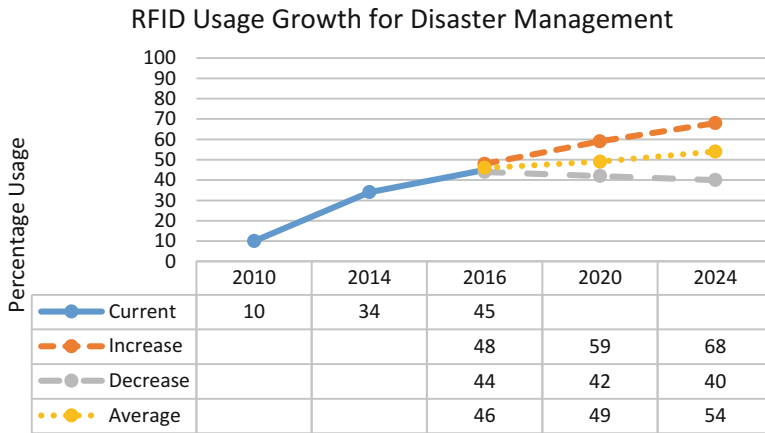 RFID Usage Growth for Disaster Management
Percentage Usage
100
90
80
70
60
50
40
30
20
10
0
2010 2014 2016 2020 2024
Current 10 34 45
Increase 48 59 68
Decrease 44 42 40
Average 46 49 54